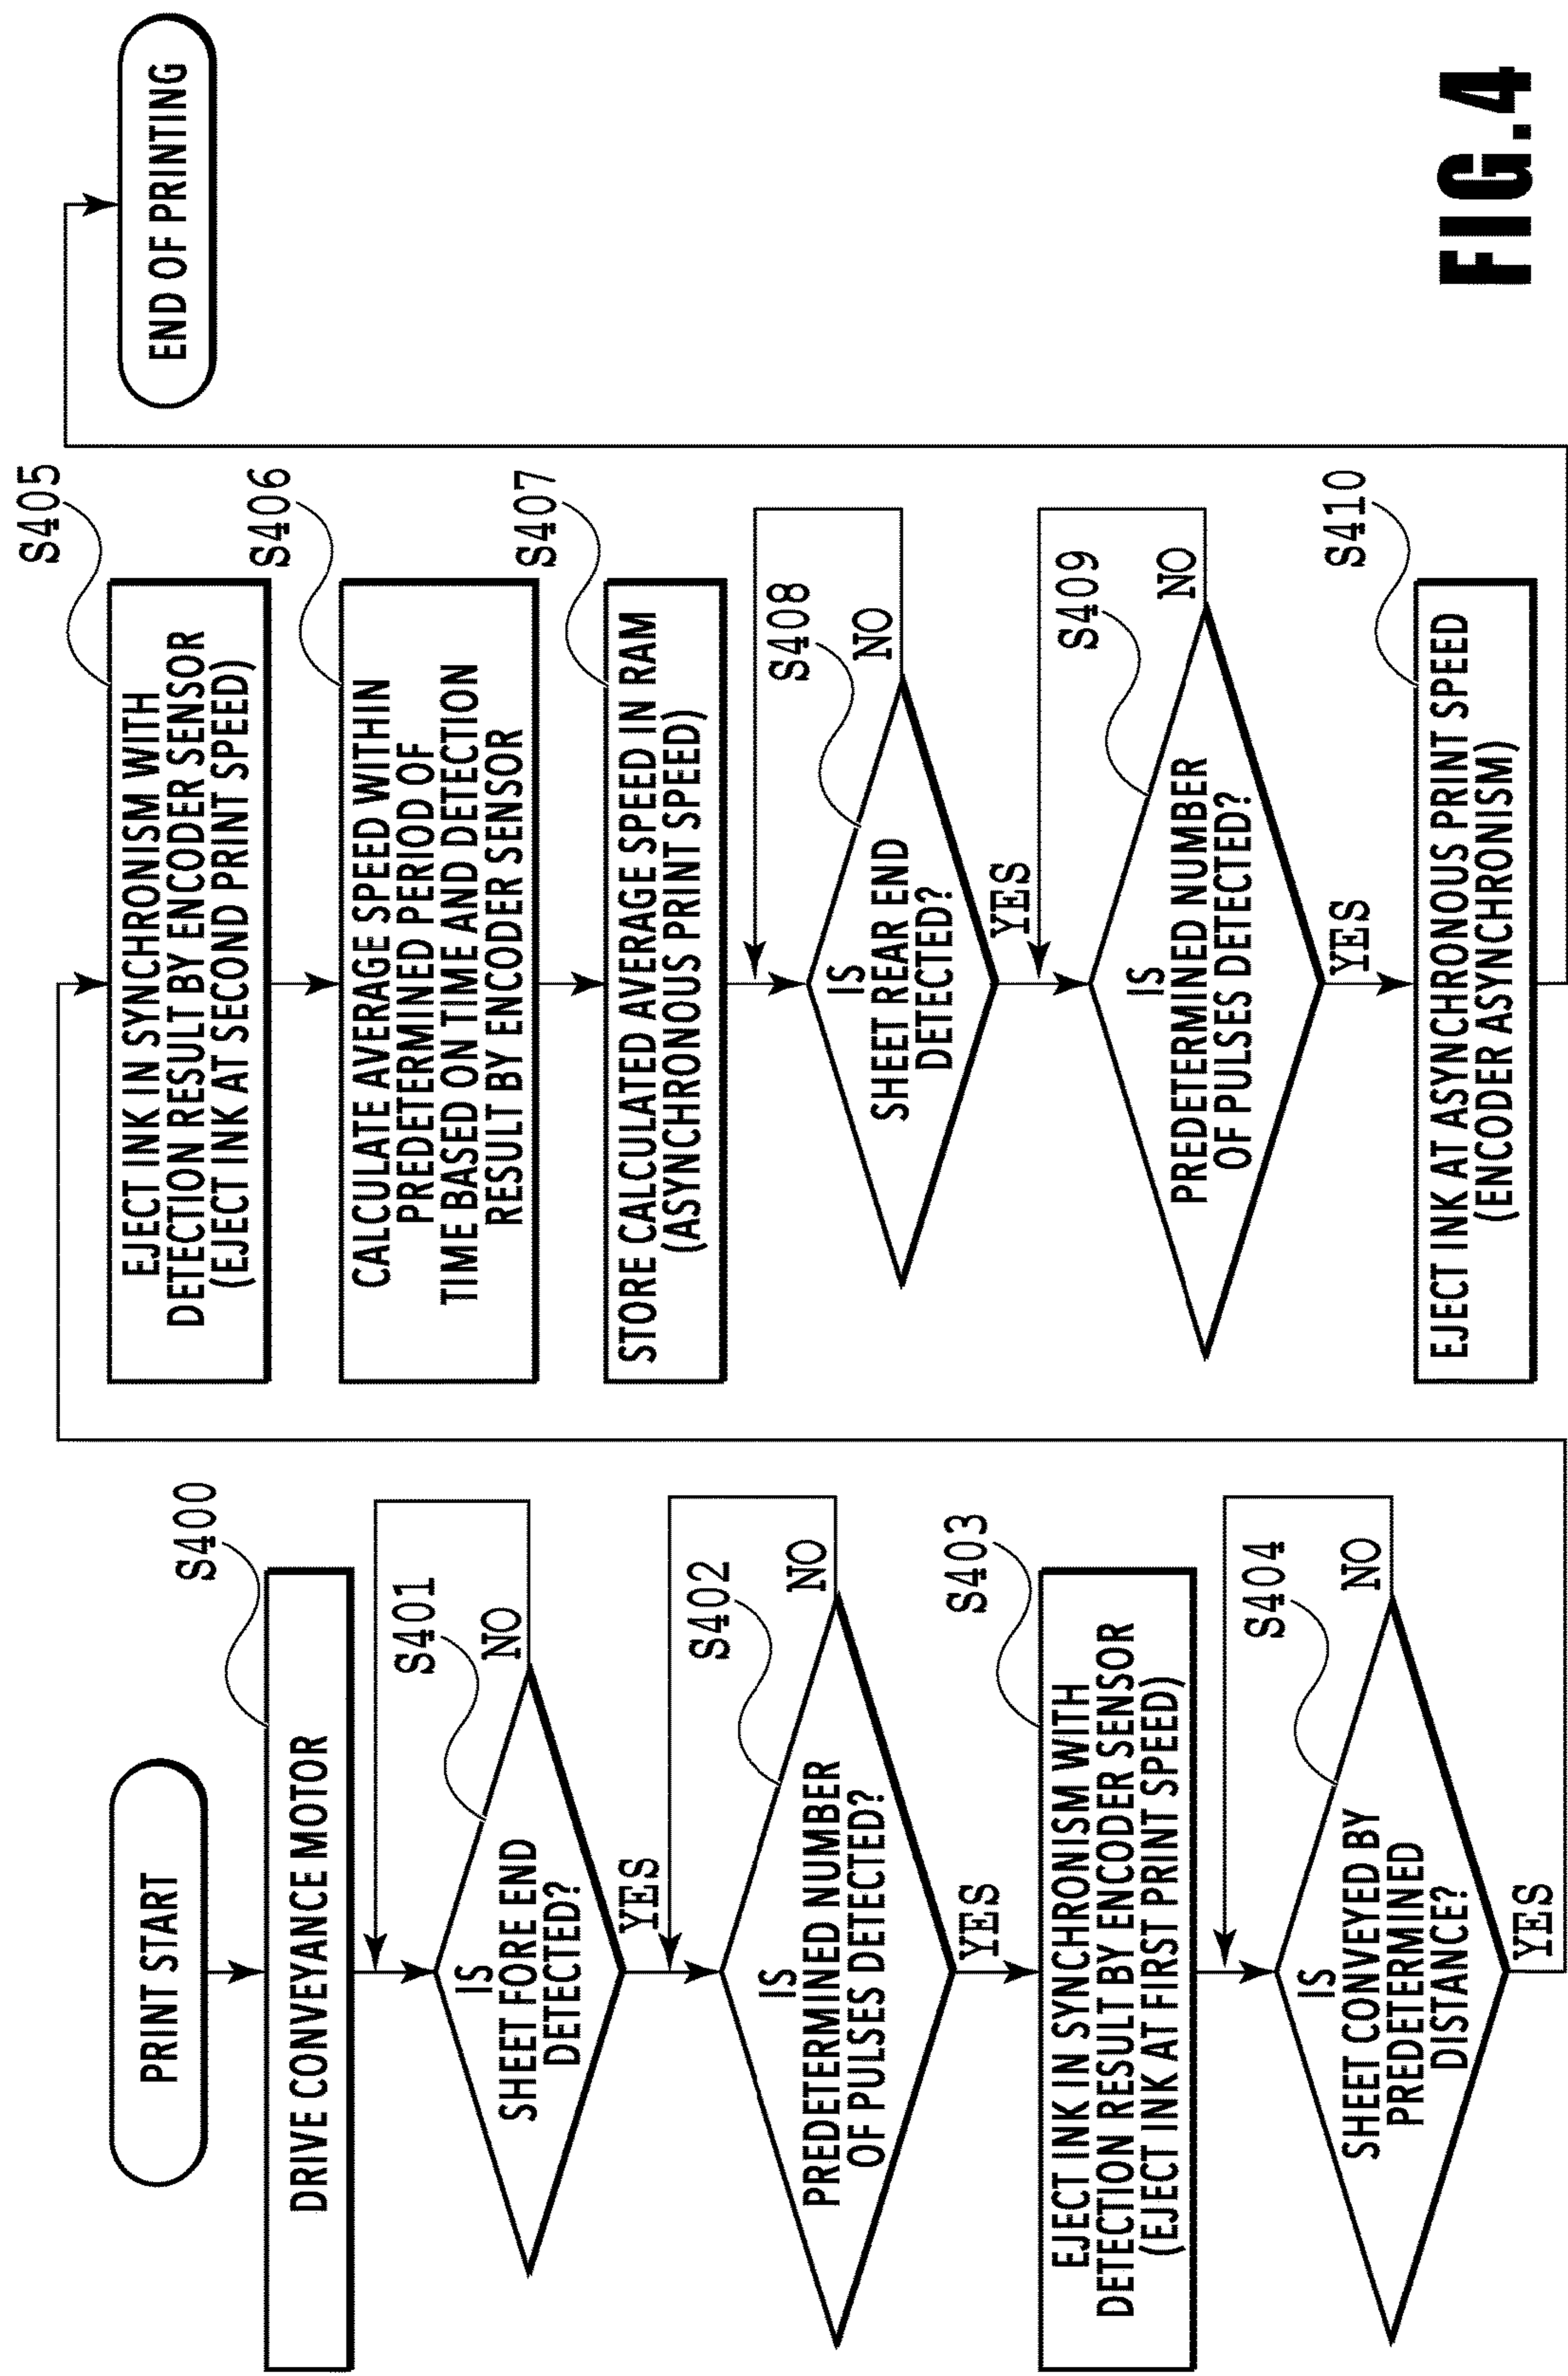 PRINT START
S400
DRIVE CONVEYANCE MOTOR
S401
IS
SHEET FORE END
DETECTED?
NO
YES
S402
IS
PREDETERMINED NUMBER
OF PULSES DETECTED?
NO
YES
S403
EJECT INK IN SYNCHRONISM WITH
DETECTION RESULT BY ENCODER SENSOR
(EJECT INK AT FIRST PRINT SPEED)
S404
IS
SHEET CONVEYED BY
PREDETERMINED
DISTANCE?
NO
YES
S405
EJECT INK IN SYNCHRONISM WITH
DETECTION RESULT BY ENCODER SENSOR
(EJECT INK AT SECOND PRINT SPEED)
S406
CALCULATE AVERAGE SPEED WITHIN
PREDETERMINED PERIOD OF
TIME BASED ON TIME AND DETECTION
RESULT BY ENCODER SENSOR
S407
STORE CALCULATED AVERAGE SPEED IN RAM
(ASYNCHRONOUS PRINT SPEED)
S408
IS
SHEET REAR END
DETECTED?
NO
YES
S409
IS
PREDETERMINED NUMBER
OF PULSES DETECTED?
NO
YES
S410
EJECT INK AT ASYNCHRONOUS PRINT SPEED
(ENCODER ASYNCHRONISM)
END OF PRINTING
FIG.4